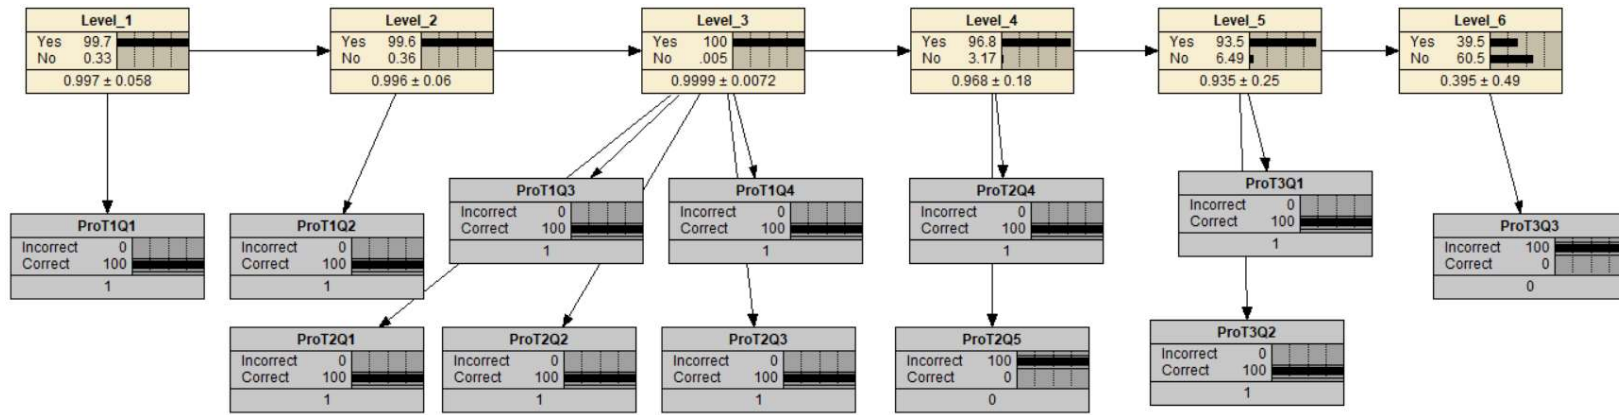 Level_1
Yes 99.7
No 0.33
0.997 ± 0.058
Level_2
Yes 99.6
No 0.36
0.996 ± 0.06
Level_3
Yes 100
No .005
0.9999 ± 0.0072
Level_4
Yes 96.8
No 3.17
0.968 ± 0.18
Level_5
Yes 93.5
No 6.49
0.935 ± 0.25
Level_6
Yes 39.5
No 60.5
0.395 ± 0.49
ProT1Q1
Incorrect 0
Correct 100
1
ProT1Q2
Incorrect 0
Correct 100
1
ProT1Q3
Incorrect 0
Correct 100
1
ProT1Q4
Incorrect 0
Correct 100
1
ProT2Q4
Incorrect 0
Correct 100
1
ProT3Q1
Incorrect 0
Correct 100
1
ProT3Q3
Incorrect 100
Correct 0
0
ProT2Q1
Incorrect 0
Correct 100
1
ProT2Q2
Incorrect 0
Correct 100
1
ProT2Q3
Incorrect 0
Correct 100
1
ProT2Q5
Incorrect 100
Correct 0
0
ProT3Q2
Incorrect 0
Correct 100
1